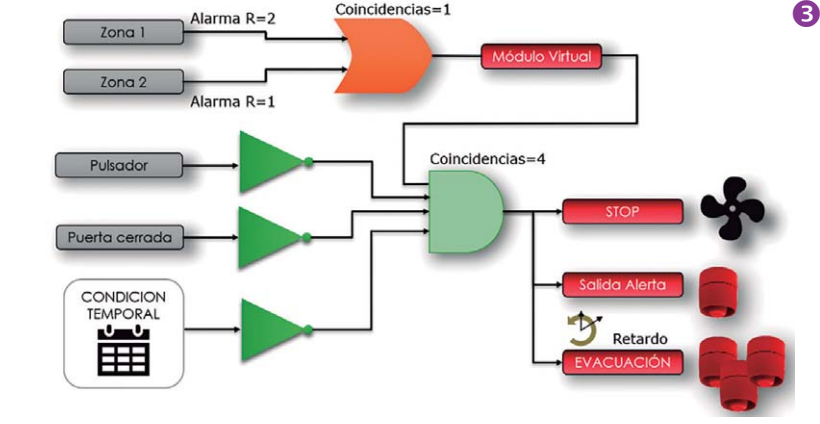 3
Coincidencias=1
Alarma R=2
Zona 1
Módulo Virtual
Zona 2
Alarma R=1
Coincidencias=4
Pulsador
STOP
Puerta cerrada
CONDICION
TEMPORAL
Salida Alerta
Retardo
EVACUACIÓN